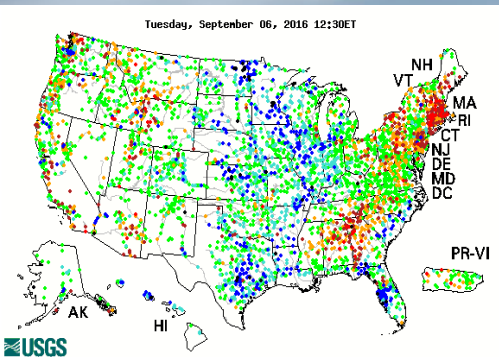 Tuesday, September 06, 2016 12:30ET
NH
VT
MA
RI
CT
NJ
DE
MD
DC
PR-VI
AK
HI
USGS